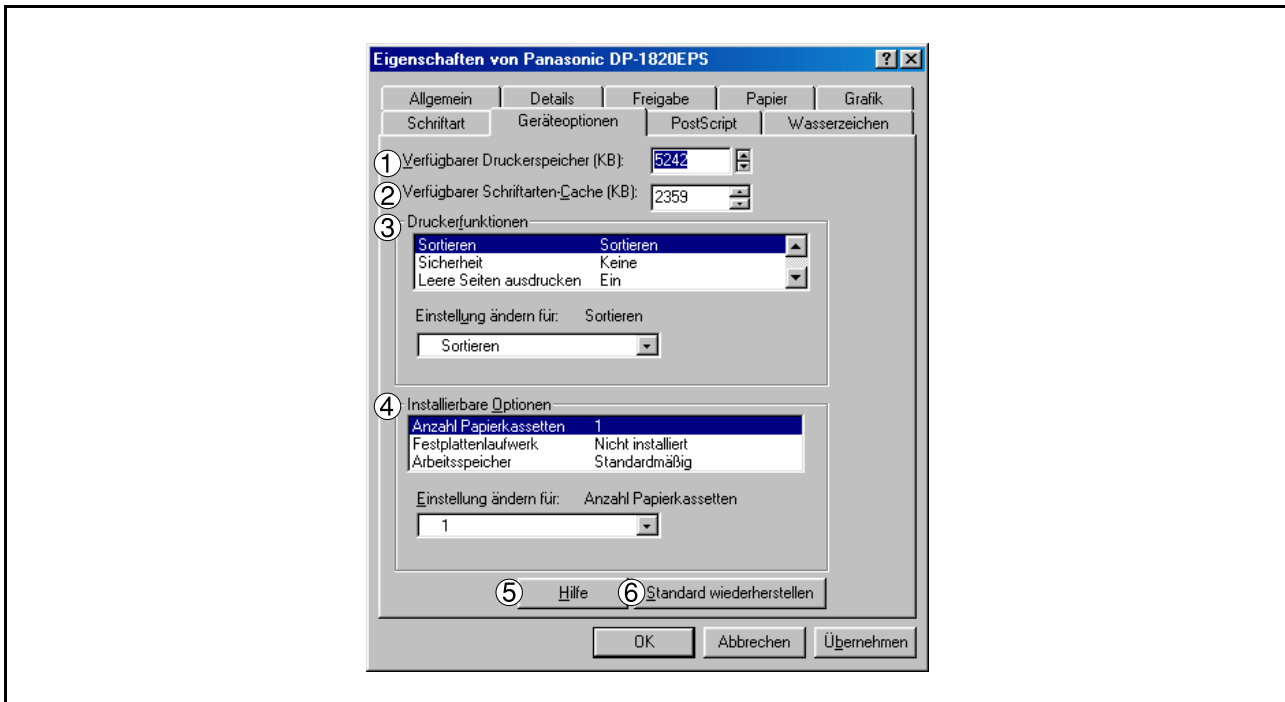 Eigenschaften von Panasonic DP-1820EPS
Allgemein Details Freigabe Papier Grafik
Schriftart Geräteoptionen PostScript Wasserzeichen
① Verfügbarer Druckerspeicher (KB): 5242
② Verfügbarer Schriftarten-Cache (KB): 2359
③ Druckerfunktionen
Sortieren Sortieren
Sicherheit Keine
Leere Seiten ausdrucken Ein
Einstellung ändern für: Sortieren
Sortieren
④ Installierbare Optionen
Anzahl Papierkassetten 1
Festplattenlaufwerk Nicht installiert
Arbeitsspeicher Standardmäßig
Einstellung ändern für: Anzahl Papierkassetten
1
⑤ Hilfe ⑥ Standard wiederherstellen
OK Abbrechen Übernehmen